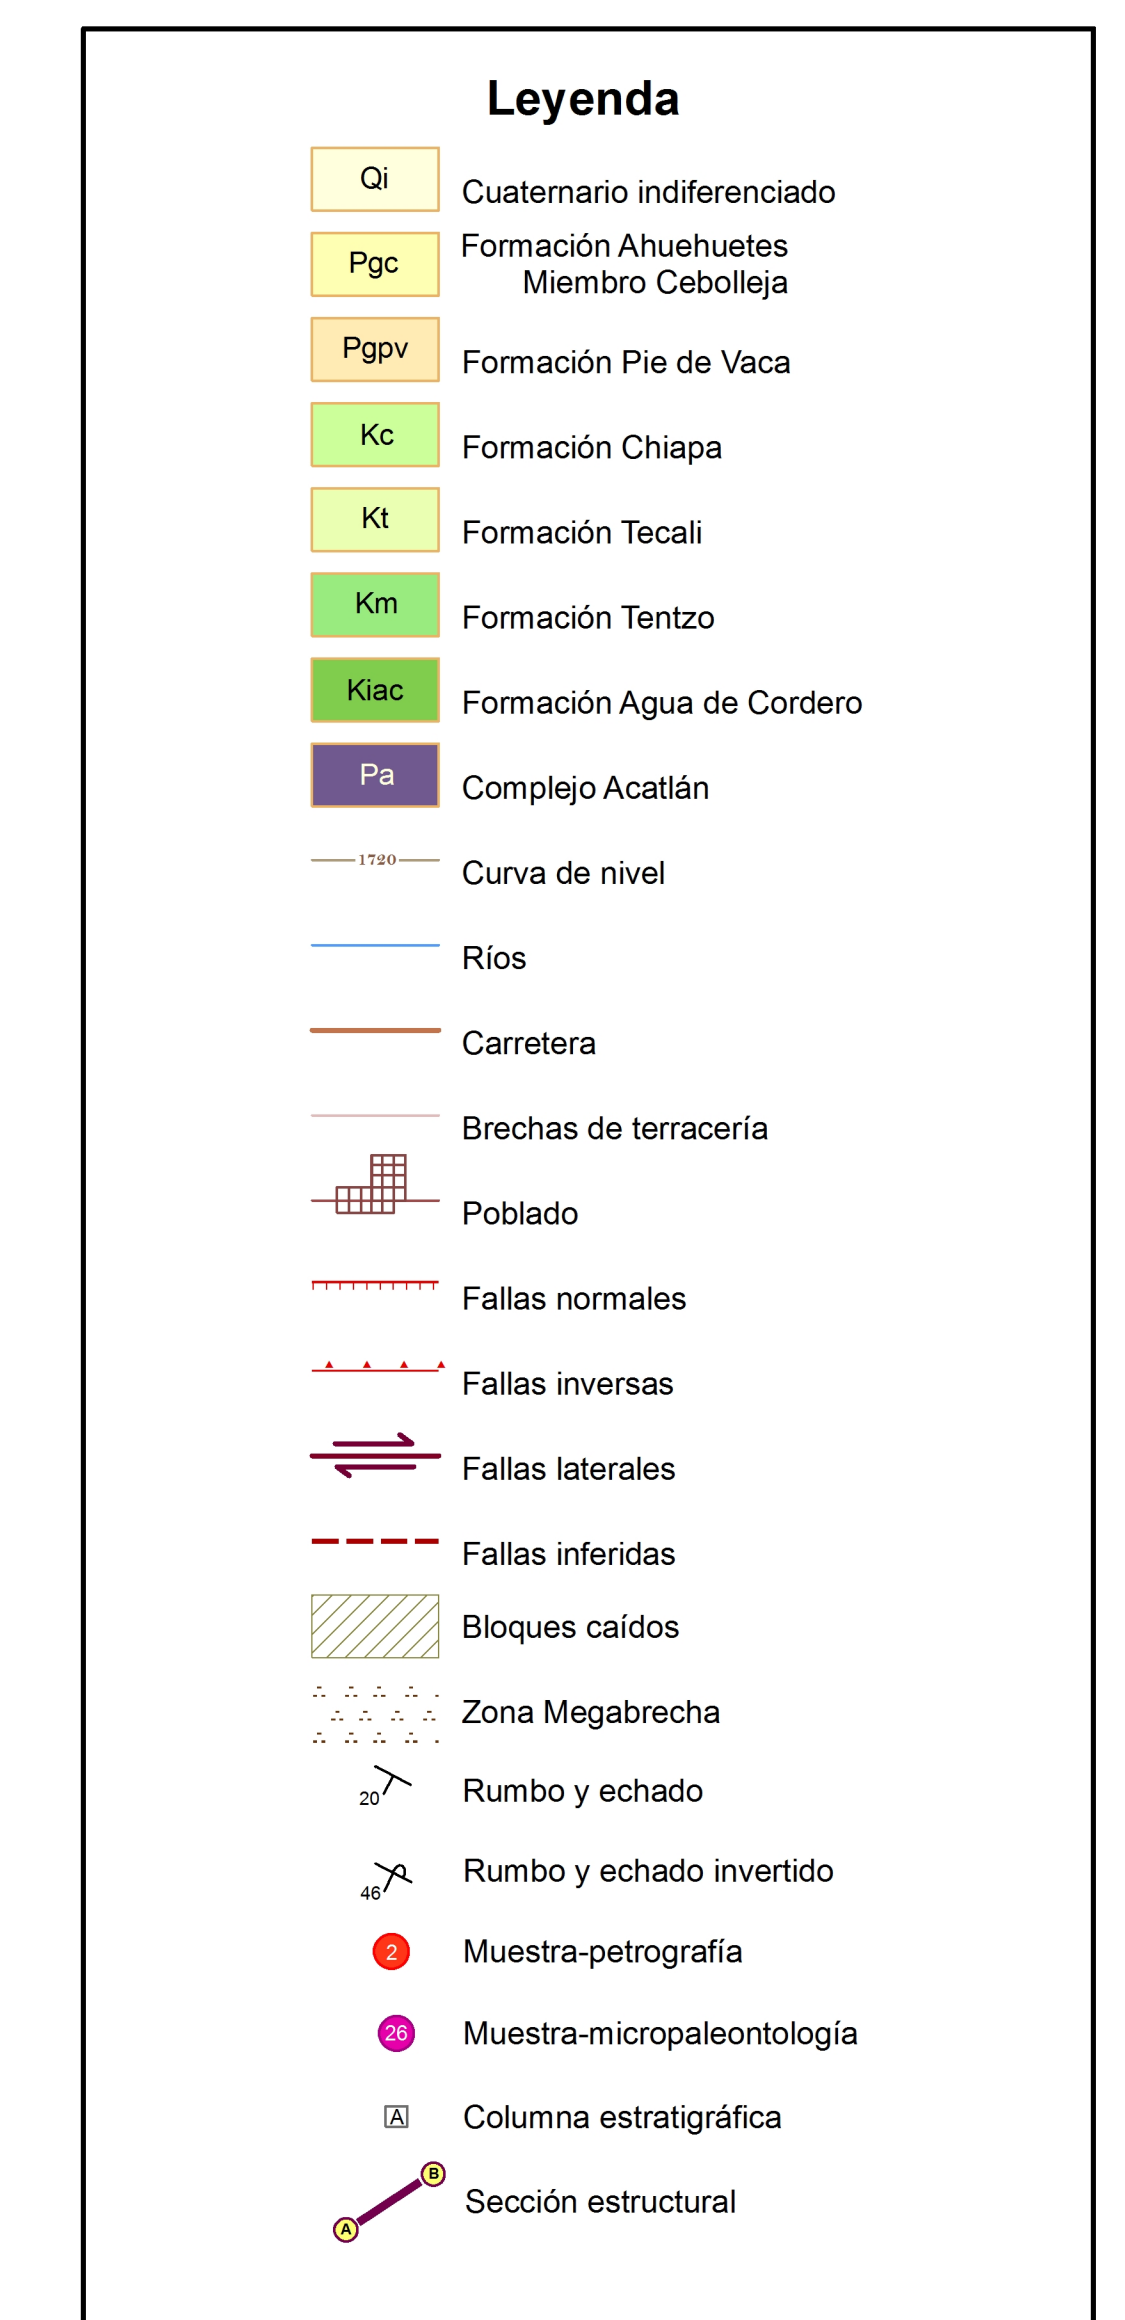 Leyenda
Qi
Cuaternario indiferenciado
Pgc
Formación Ahuehuetes
Miembro Cebolleja
Pgpv
Formación Pie de Vaca
Kc
Formación Chiapa
Kt
Formación Tecali
Km
Formación Tentzo
Kiac
Formación Agua de Cordero
Pa
Complejo Acatlán
1720
Curva de nivel
Ríos
Carretera
Brechas de terracería
Poblado
Fallas normales
Fallas inversas
Fallas laterales
Fallas inferidas
Bloques caídos
Zona Megabrecha
20
Rumbo y echado
46
Rumbo y echado invertido
2
Muestra-petrografía
26
Muestra-micropaleontología
A
Columna estratigráfica
B
A
Sección estructural